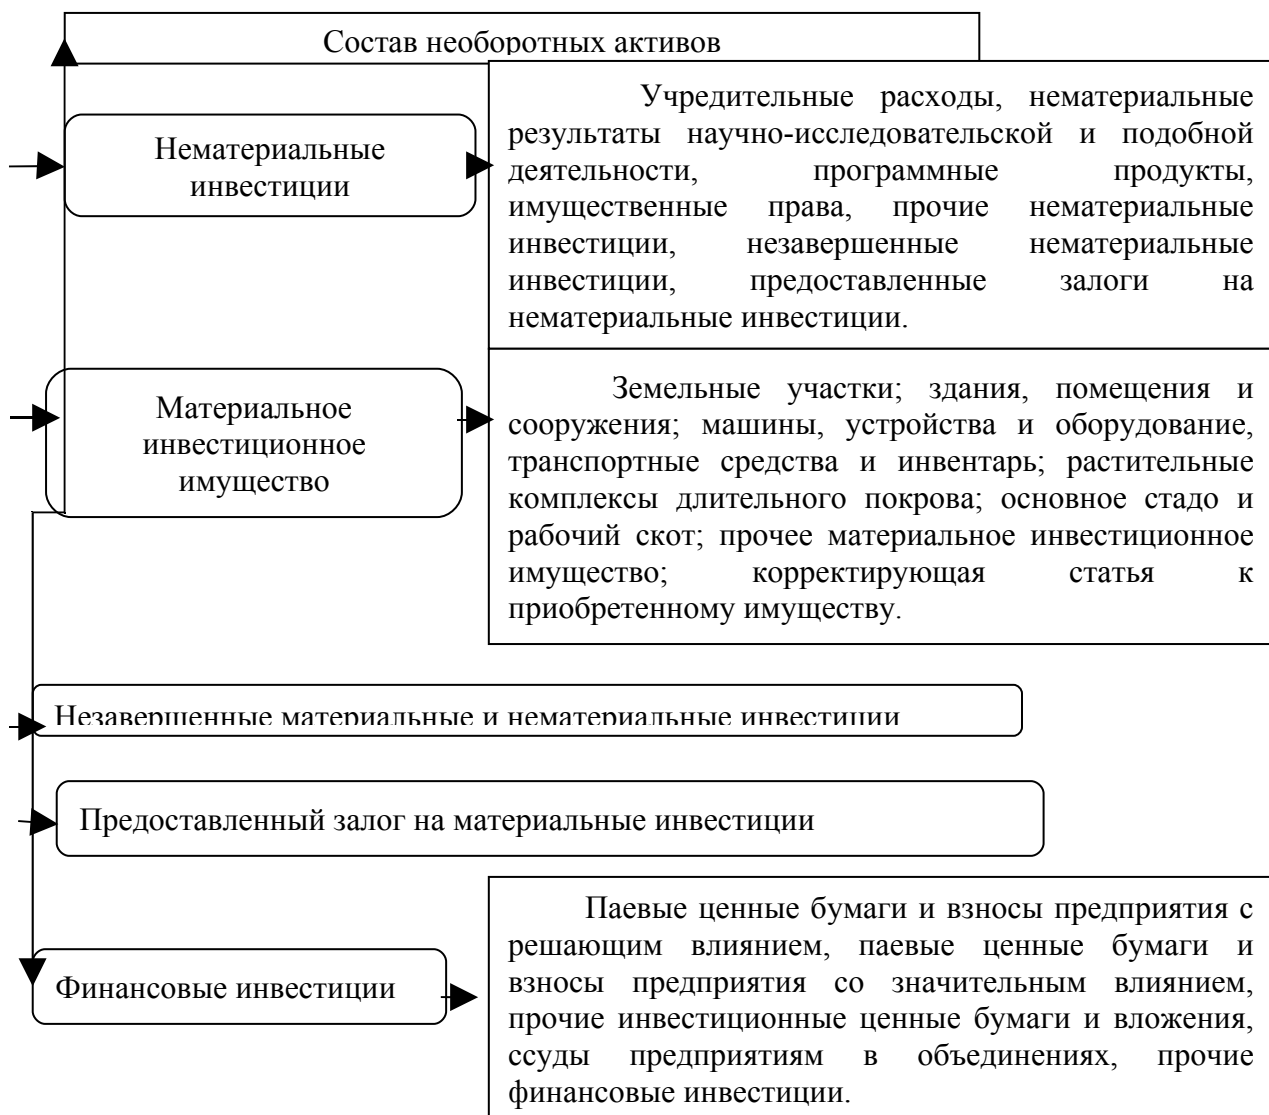 Состав необоротных активов
Нематериальные
инвестиции
Учредительные расходы, нематериальные
результаты научно-исследовательской и подобной
деятельности, программные продукты,
имущественные права, прочие нематериальные
инвестиции, незавершенные нематериальные
инвестиции, предоставленные залоги на
нематериальные инвестиции.
Материальное
инвестиционное
имущество
Земельные участки; здания, помещения и
сооружения; машины, устройства и оборудование,
транспортные средства и инвентарь; растительные
комплексы длительного покрова; основное стадо и
рабочий скот; прочее материальное инвестиционное
имущество; корректирующая статья к
приобретенному имуществу.
Незавершенные материальные и нематериальные инвестиции
Предоставленный залог на материальные инвестиции
Финансовые инвестиции
Паевые ценные бумаги и взносы предприятия с
решающим влиянием, паевые ценные бумаги и
взносы предприятия со значительным влиянием,
прочие инвестиционные ценные бумаги и вложения,
ссуды предприятиям в объединениях, прочие
финансовые инвестиции.